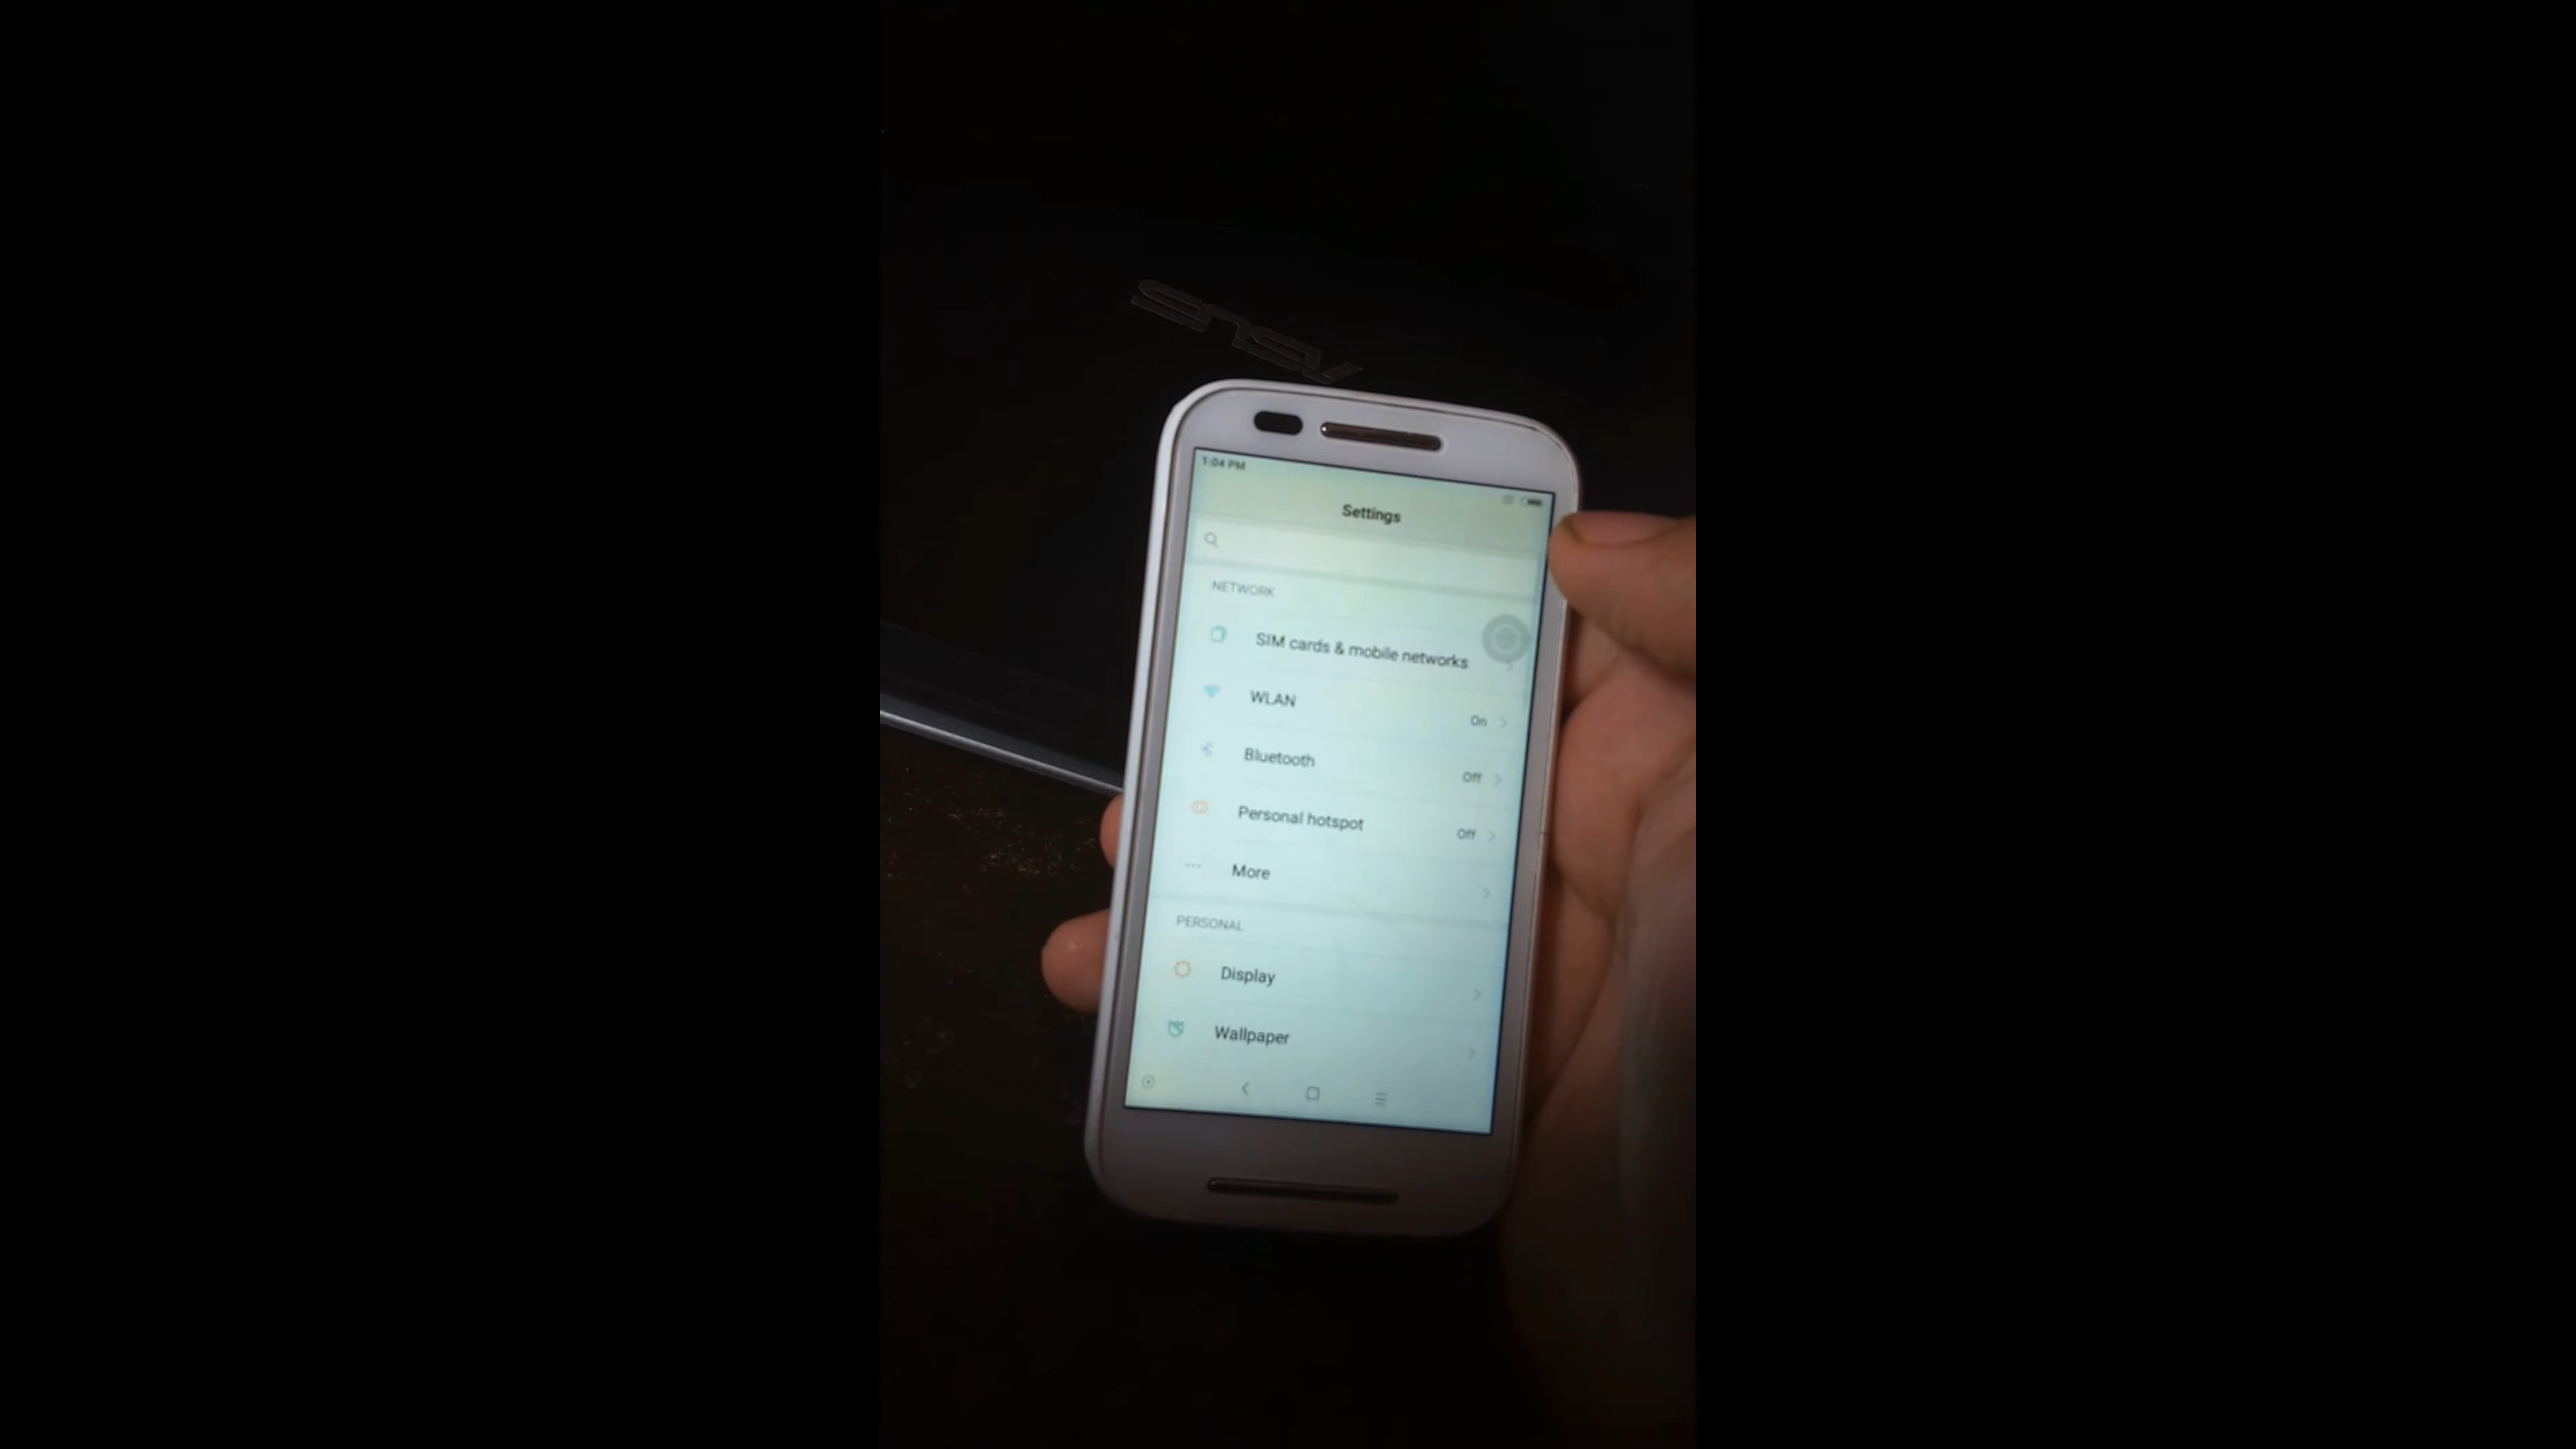 ASUS
1:04 PM
Settings
NETWORK
SIM cards & mobile networks
WLAN On
Bluetooth Off
Personal hotspot Off
More
PERSONAL
Display
Wallpaper